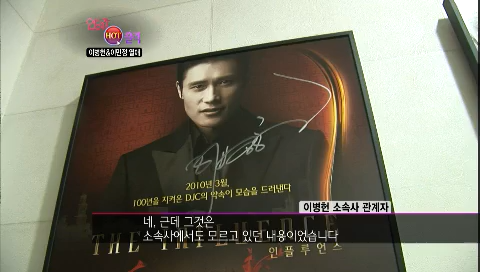 HOT
이병헌&이민정 열애
2010년 3월,
100년을 지켜온 DJC의 약속이 모습을 드러낸다
THE INFLUENCE
인플루언스
이병헌 소속사 관계자
네, 근데 그것은
소속사에서도 모르고 있던 내용이었습니다